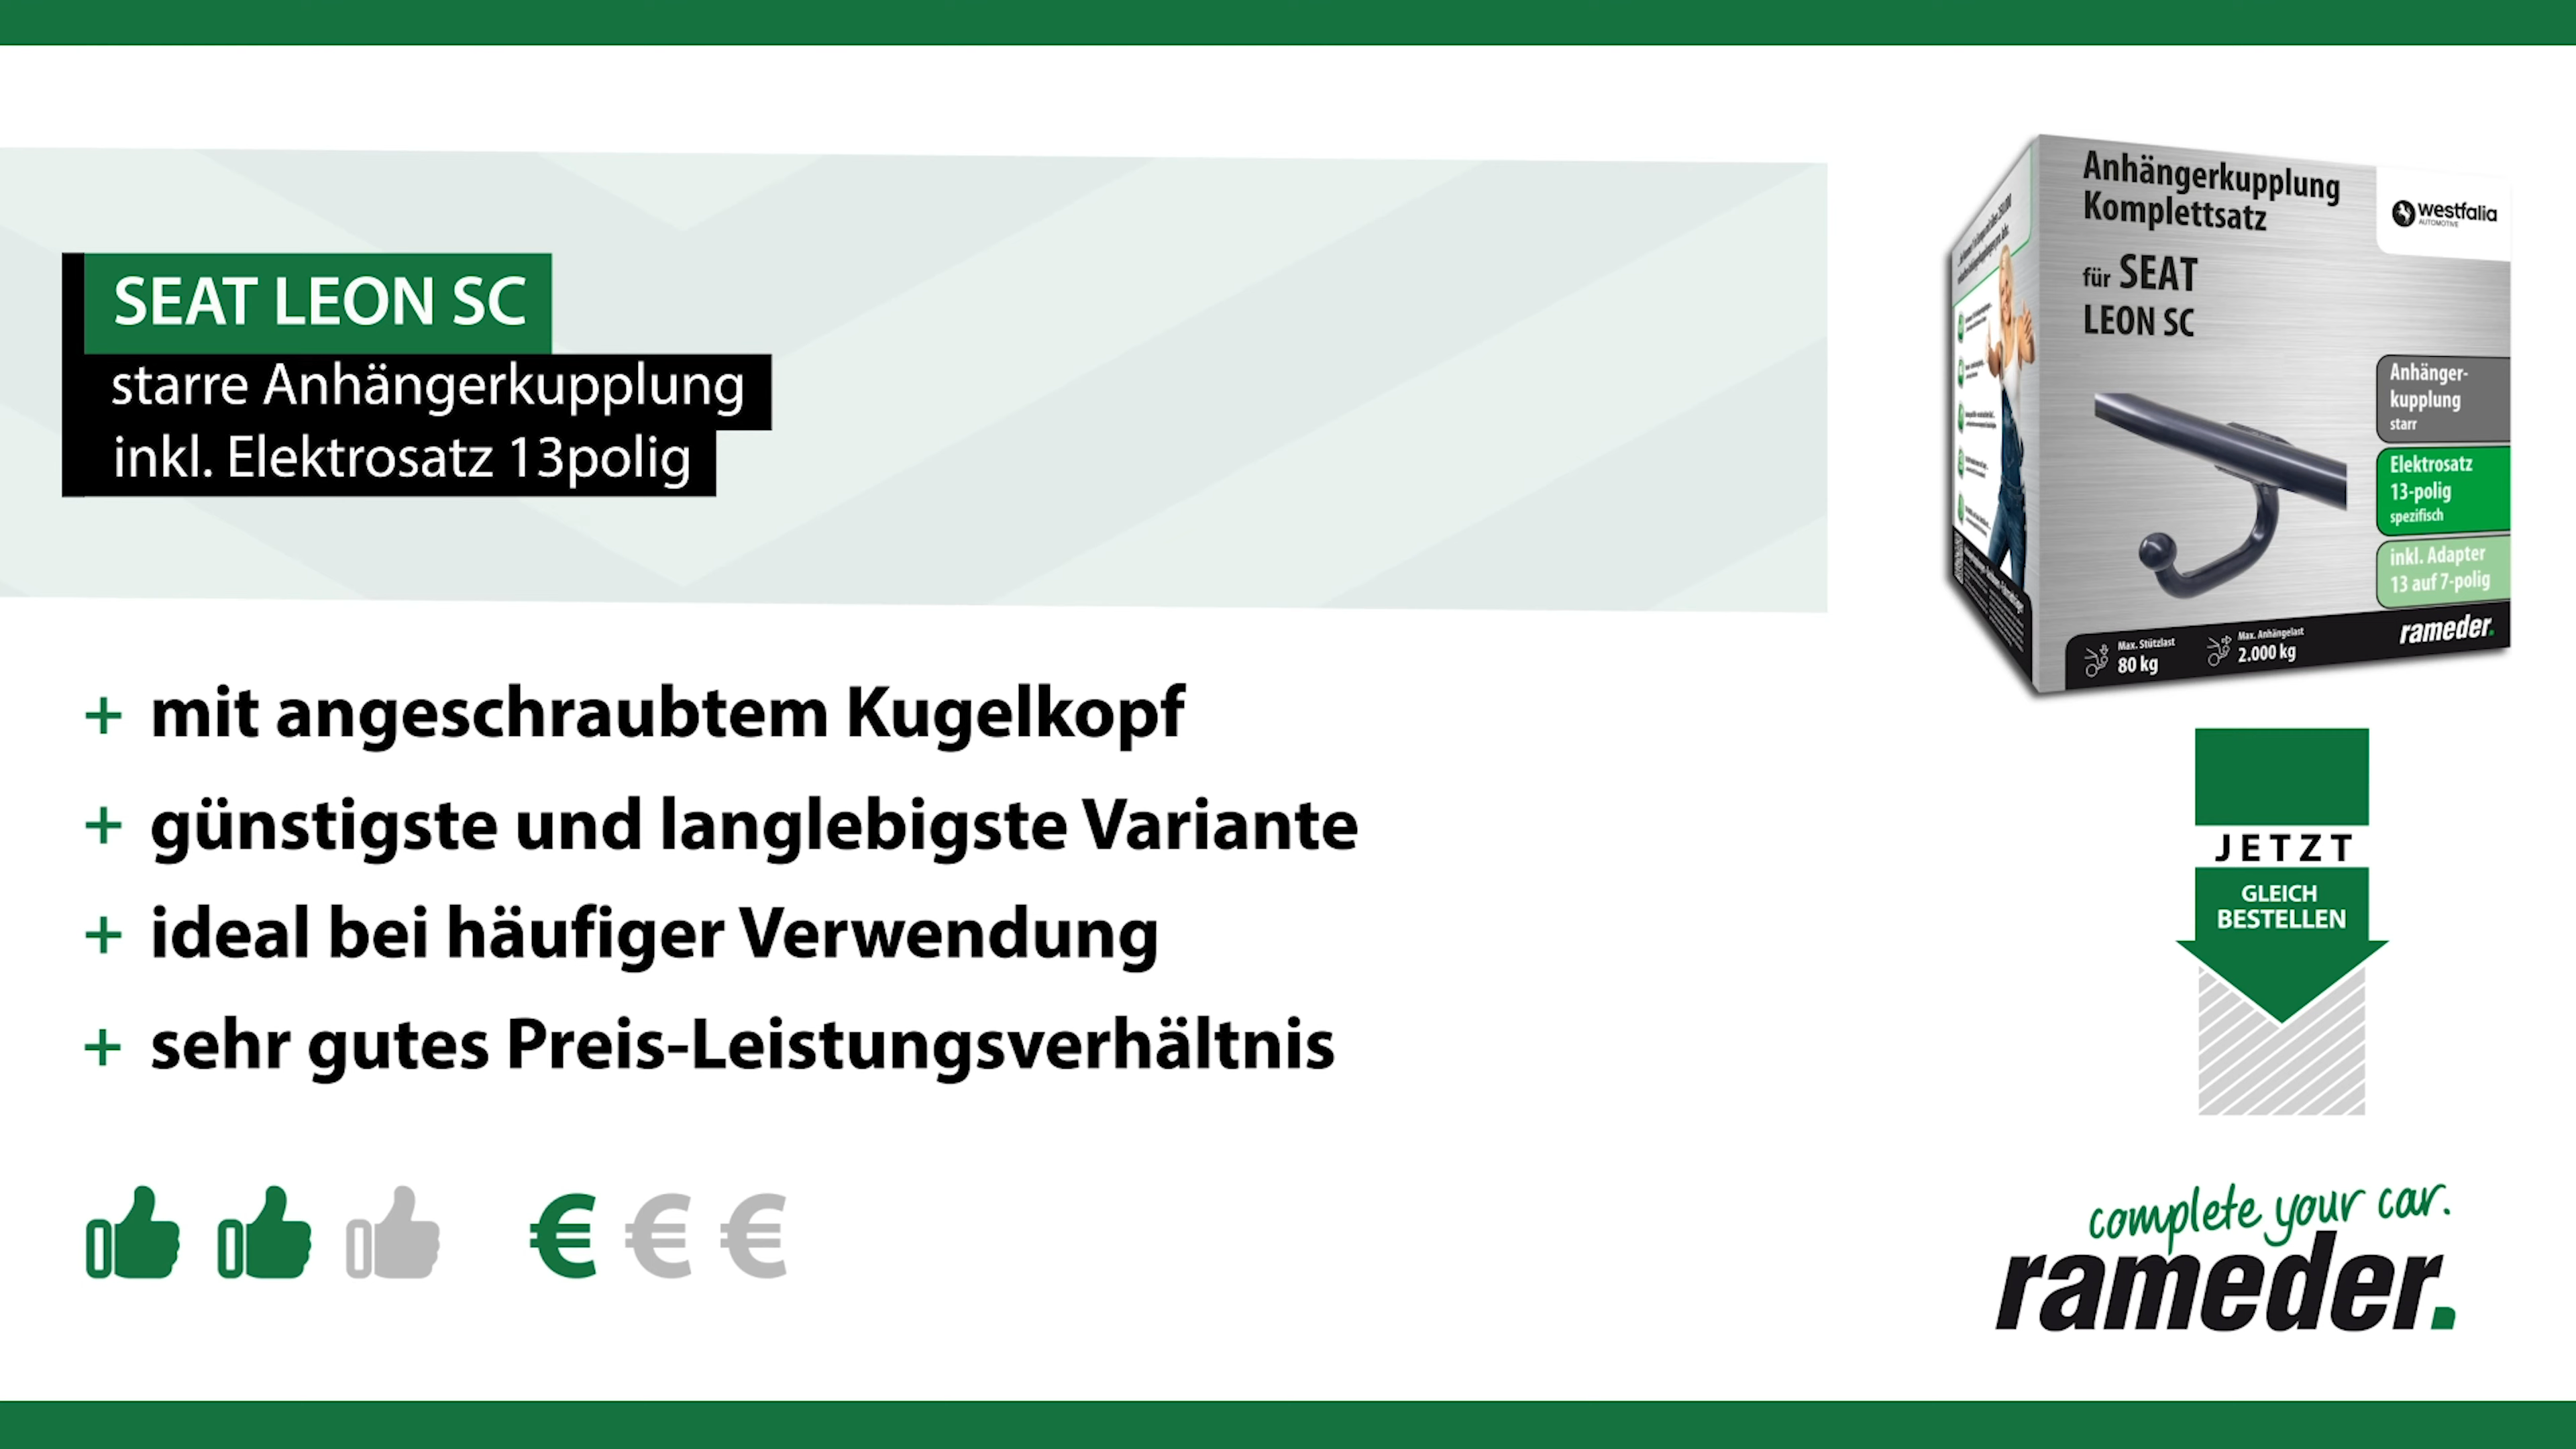 SEAT LEON SC
starre Anhängerkupplung
inkl. Elektrosatz 13polig
+ mit angeschraubtem Kugelkopf
+ günstigste und langlebigste Variante
+ ideal bei häufiger Verwendung
+ sehr gutes Preis-Leistungsverhältnis
€ € €
Anhängerkupplung
Komplettsatz
für SEAT
LEON SC
westfalia
AUTOMOTIVE
Anhänger-
kupplung
starr
Elektrosatz
13-polig
spezifisch
inkl. Adapter
13 auf 7-polig
Max. Stützlast
80 kg
Max. Anhängelast
2.000 kg
rameder.
JETZT
GLEICH
BESTELLEN
complete your car.
rameder.